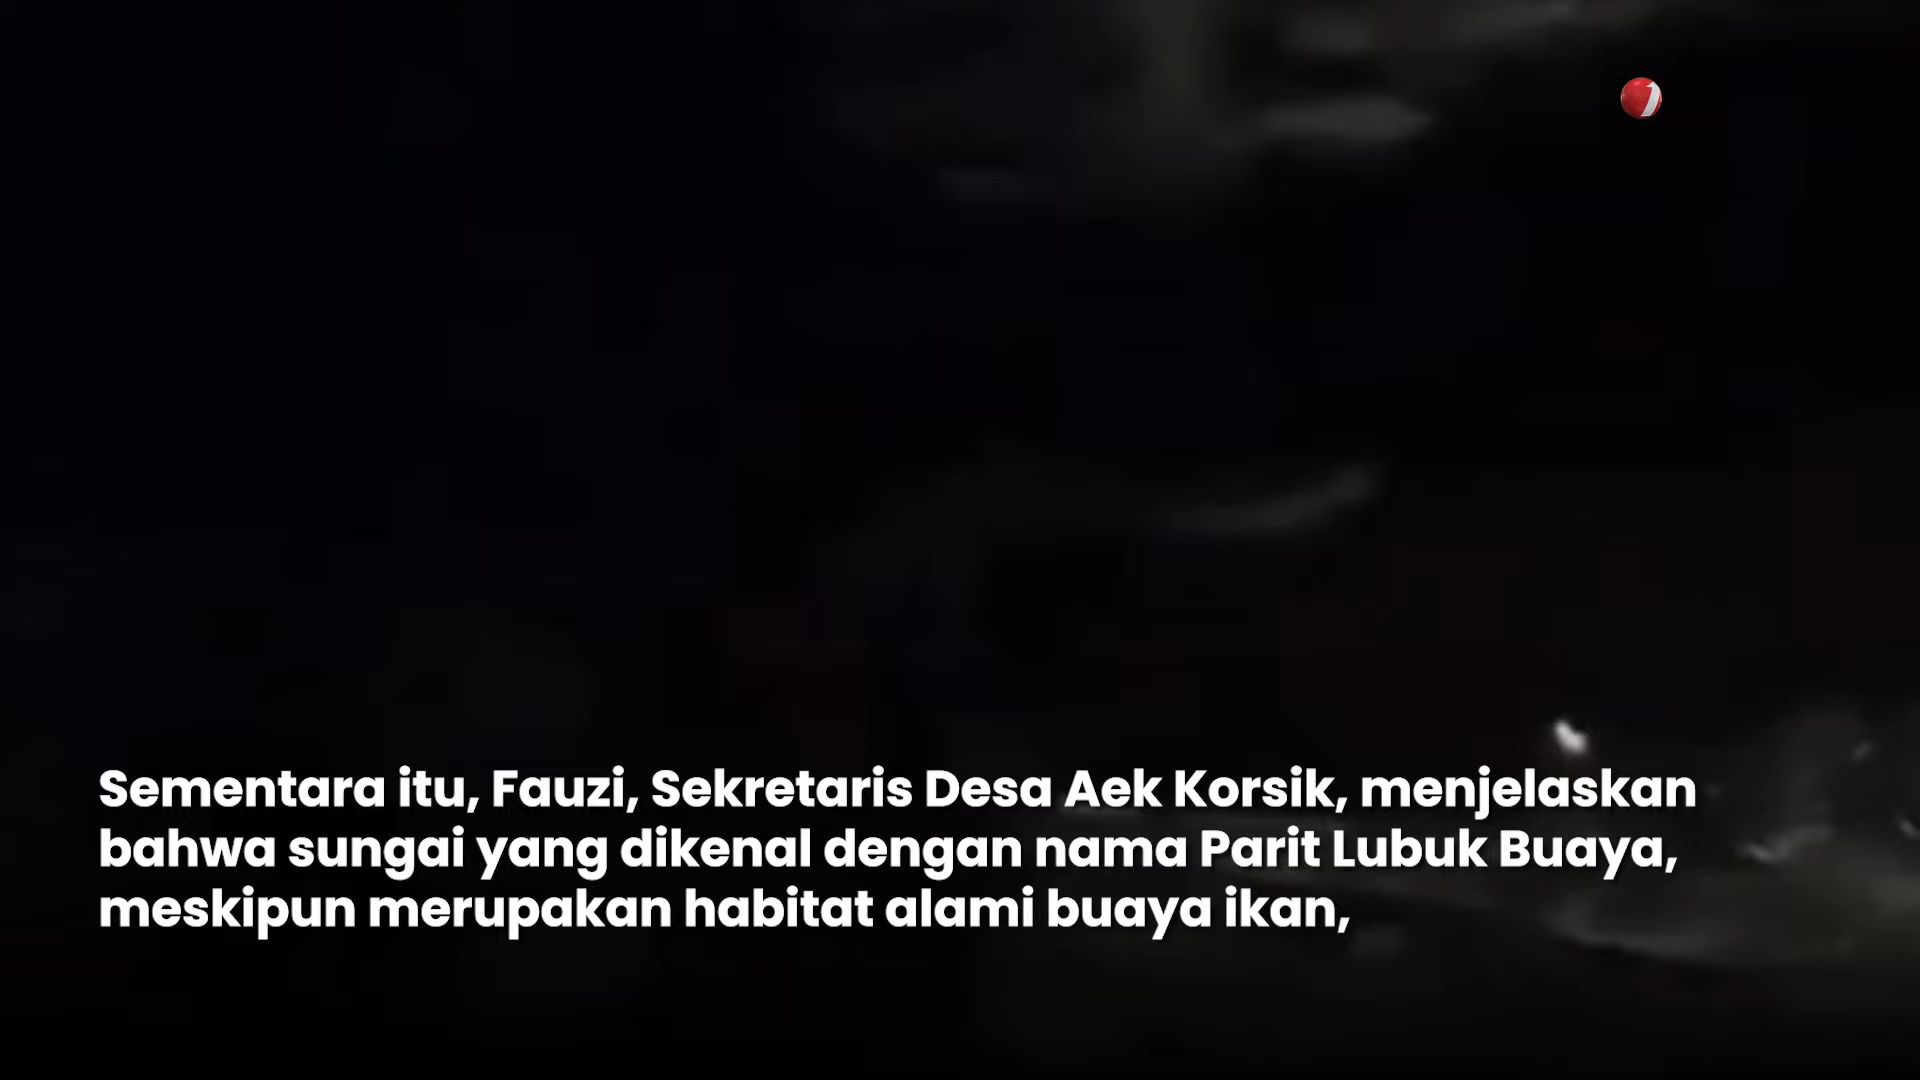 Sementara itu, Fauzi, Sekretaris Desa Aek Korsik, menjelaskan
bahwa sungai yang dikenal dengan nama Parit Lubuk Buaya,
meskipun merupakan habitat alami buaya ikan,